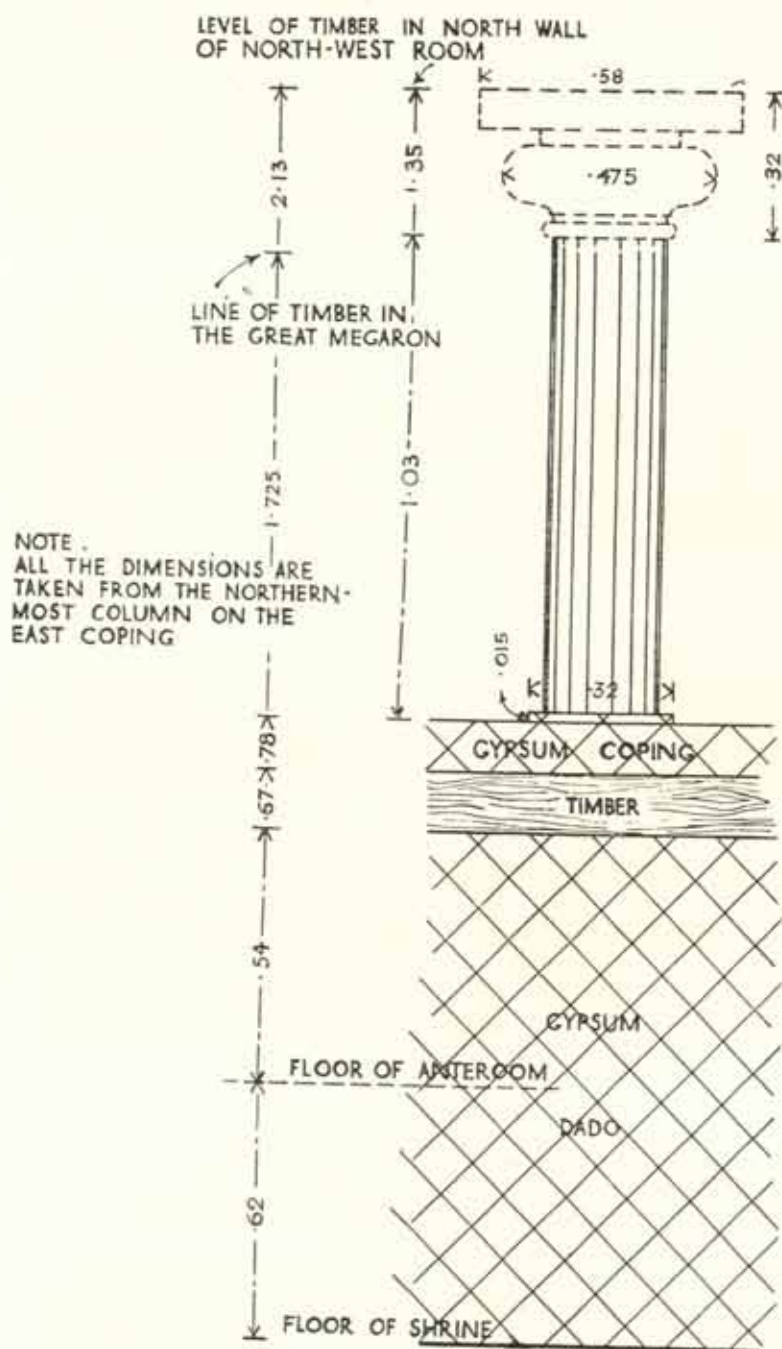 LEVEL OF TIMBER IN NORTH WALL
OF NORTH-WEST ROOM
·58
2·13
1·35
·475
·32
LINE OF TIMBER IN
THE GREAT MEGARON
1·725
1·03
NOTE.
ALL THE DIMENSIONS ARE
TAKEN FROM THE NORTHERN-
MOST COLUMN ON THE
EAST COPING
·015
·32
·78
GYPSUM COPING
·67
TIMBER
·54
GYPSUM
FLOOR OF ANTEROOM
DADO
·62
FLOOR OF SHRINE